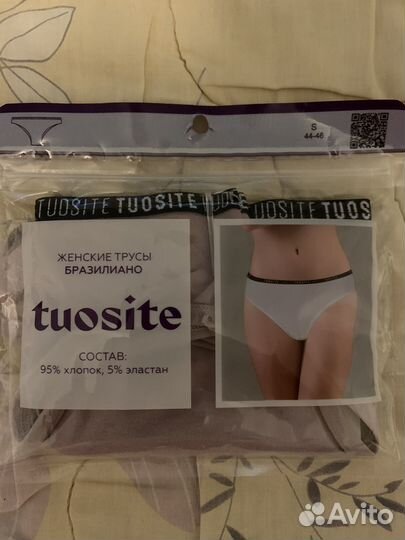 S
44-46
TUOSITE TUOSITE TUOSITE TUOS
ЖЕНСКИЕ ТРУСЫ
БРАЗИЛИАНО
tuosite
СОСТАВ:
95% хлопок, 5% эластан
Avito